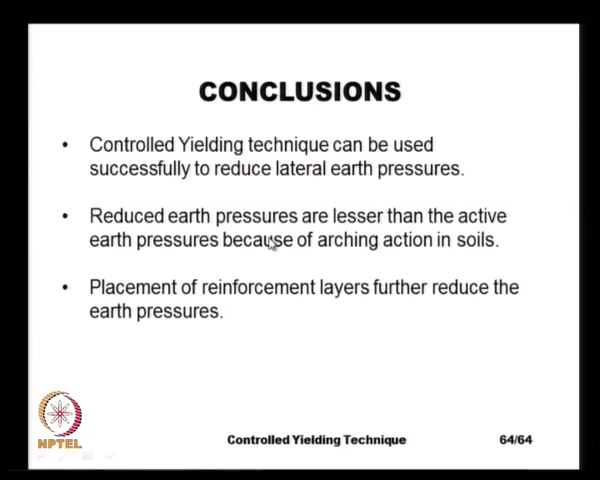 CONCLUSIONS
• Controlled Yielding technique can be used
successfully to reduce lateral earth pressures.
• Reduced earth pressures are lesser than the active
earth pressures because of arching action in soils.
• Placement of reinforcement layers further reduce the
earth pressures.
NPTEL
Controlled Yielding Technique 64/64